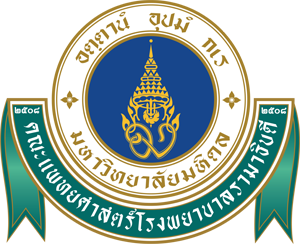 อตฺตานํ อุปมํ กเร
มหาวิทยาลัยมหิดล
๒๕๐๘ ๒๕๐๘
คณะแพทยศาสตร์โรงพยาบาลรามาธิบดี